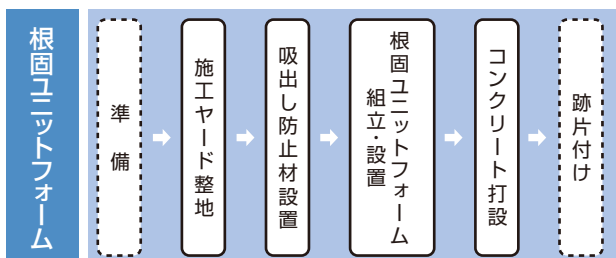 根固ユニットフォーム
準備
施工ヤード整地
吸出し防止材設置
根固ユニットフォーム
組立・設置
コンクリート打設
跡片付け